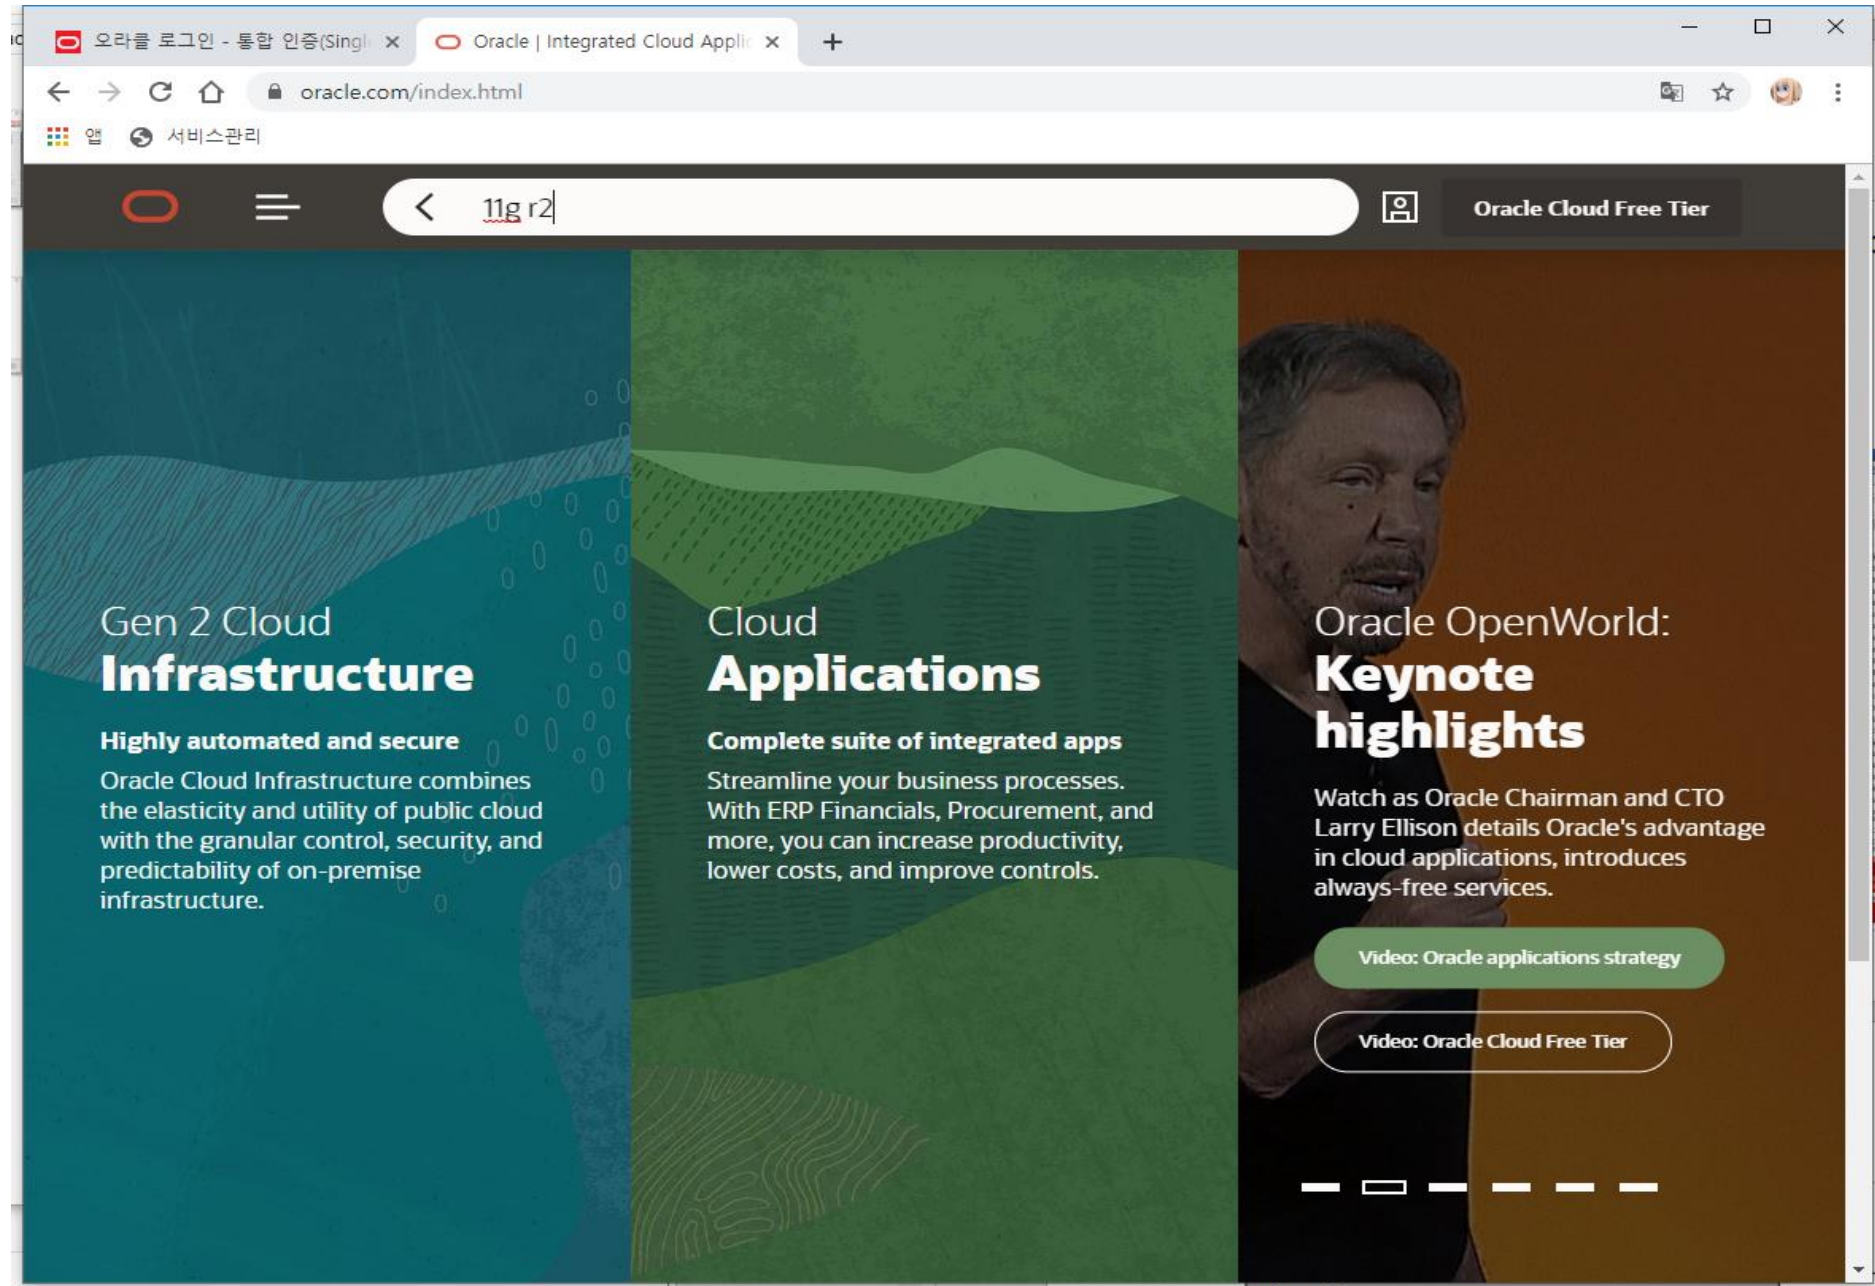 오라클 로그인 - 통합 인증(Singl
Oracle | Integrated Cloud Applic
oracle.com/index.html
앱
서비스관리
11g r2
Oracle Cloud Free Tier
Gen 2 Cloud
Infrastructure
Highly automated and secure
Oracle Cloud Infrastructure combines
the elasticity and utility of public cloud
with the granular control, security, and
predictability of on-premise
infrastructure.
Cloud
Applications
Complete suite of integrated apps
Streamline your business processes.
With ERP Financials, Procurement, and
more, you can increase productivity,
lower costs, and improve controls.
Oracle OpenWorld:
Keynote
highlights
Watch as Oracle Chairman and CTO
Larry Ellison details Oracle's advantage
in cloud applications, introduces
always-free services.
Video: Oracle applications strategy
Video: Oracle Cloud Free Tier